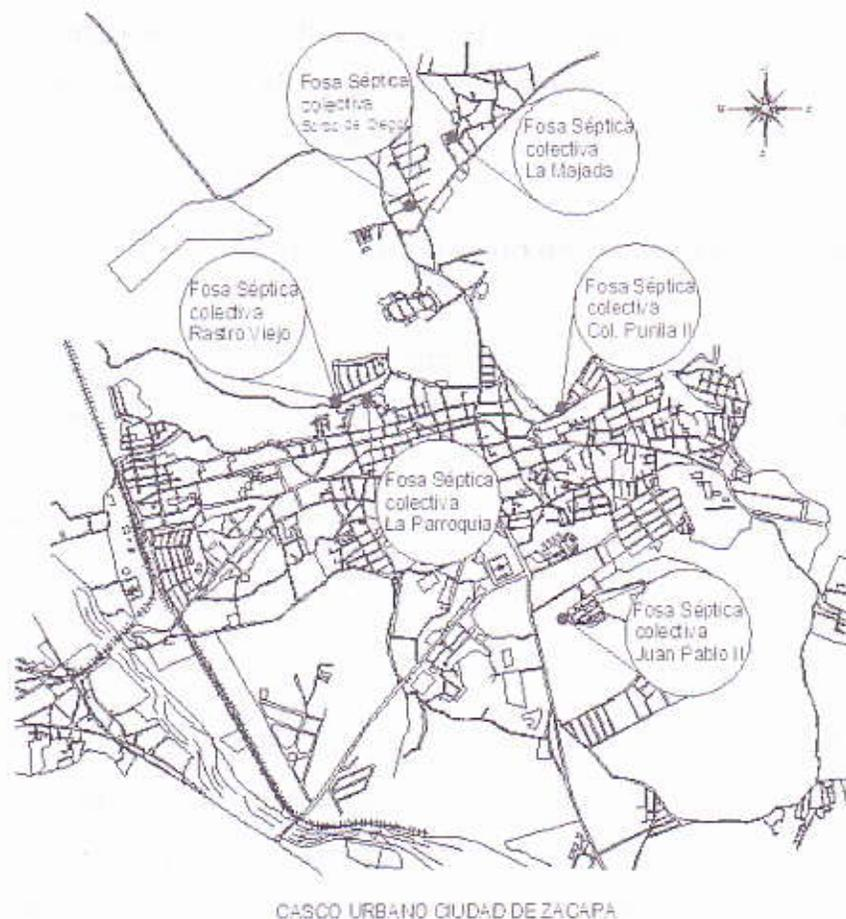 Fosa Séptica
colectiva
Fosa Séptica
colectiva
La Majada
Fosa Séptica
colectiva
Rastro Viejo
Fosa Séptica
colectiva
Col. Punila II
Fosa Séptica
colectiva
La Parroquia
Fosa Séptica
colectiva
Juan Pablo II
CASCO URBANO CIUDAD DE ZACAPA